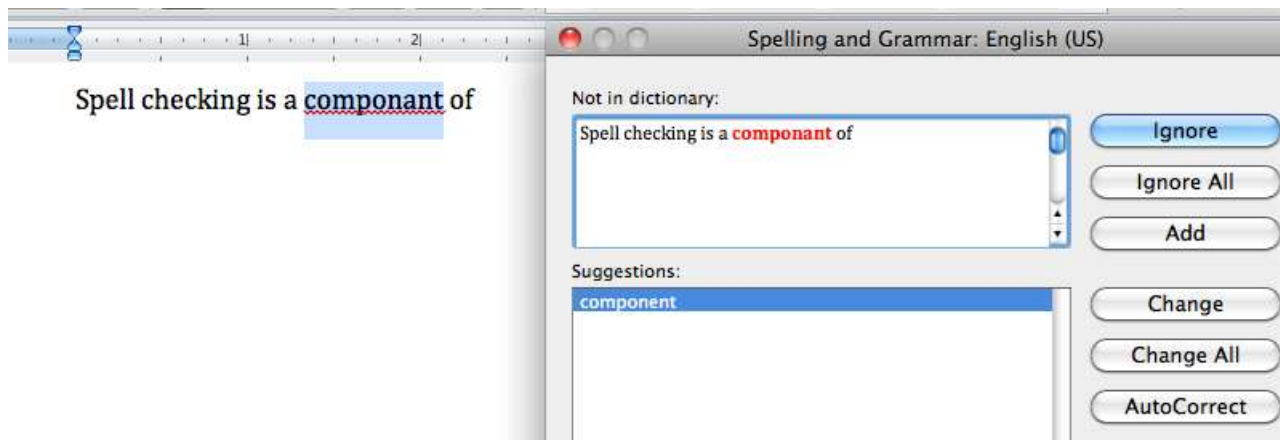 1
2
Spell checking is a componant of
Spelling and Grammar: English (US)
Not in dictionary:
Spell checking is a componant of
Ignore
Ignore All
Add
Suggestions:
component
Change
Change All
AutoCorrect